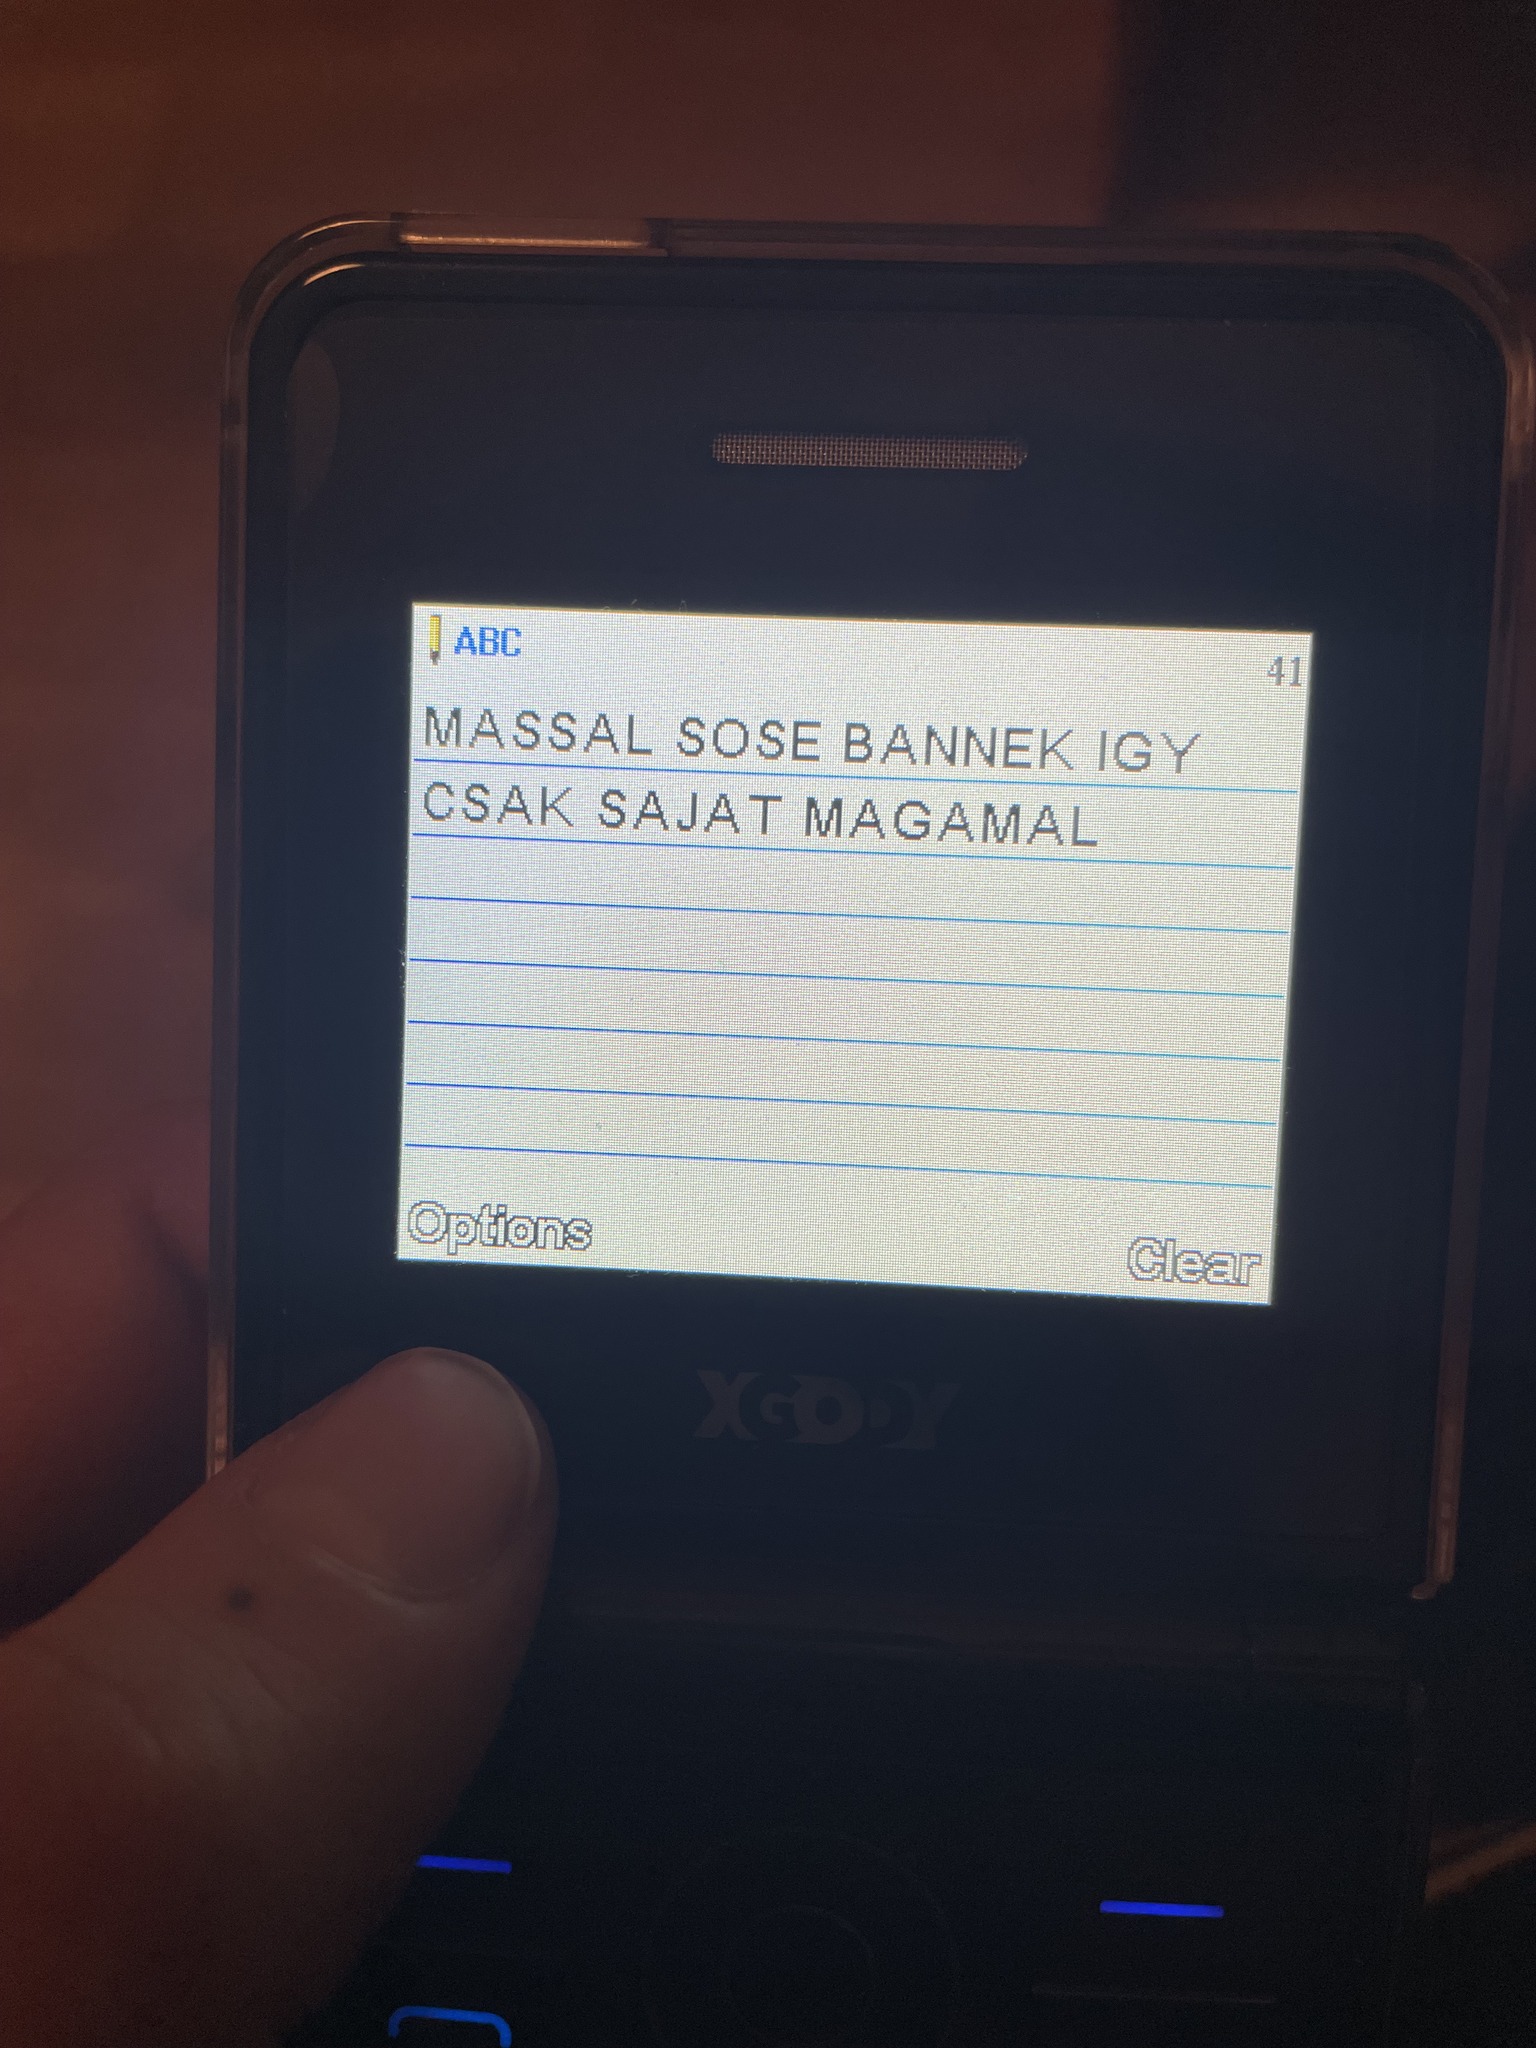 ABC
41
MASSAL SOSE BANNEK IGY
CSAK SAJAT MAGAMAL
Options
Clear
XGODY